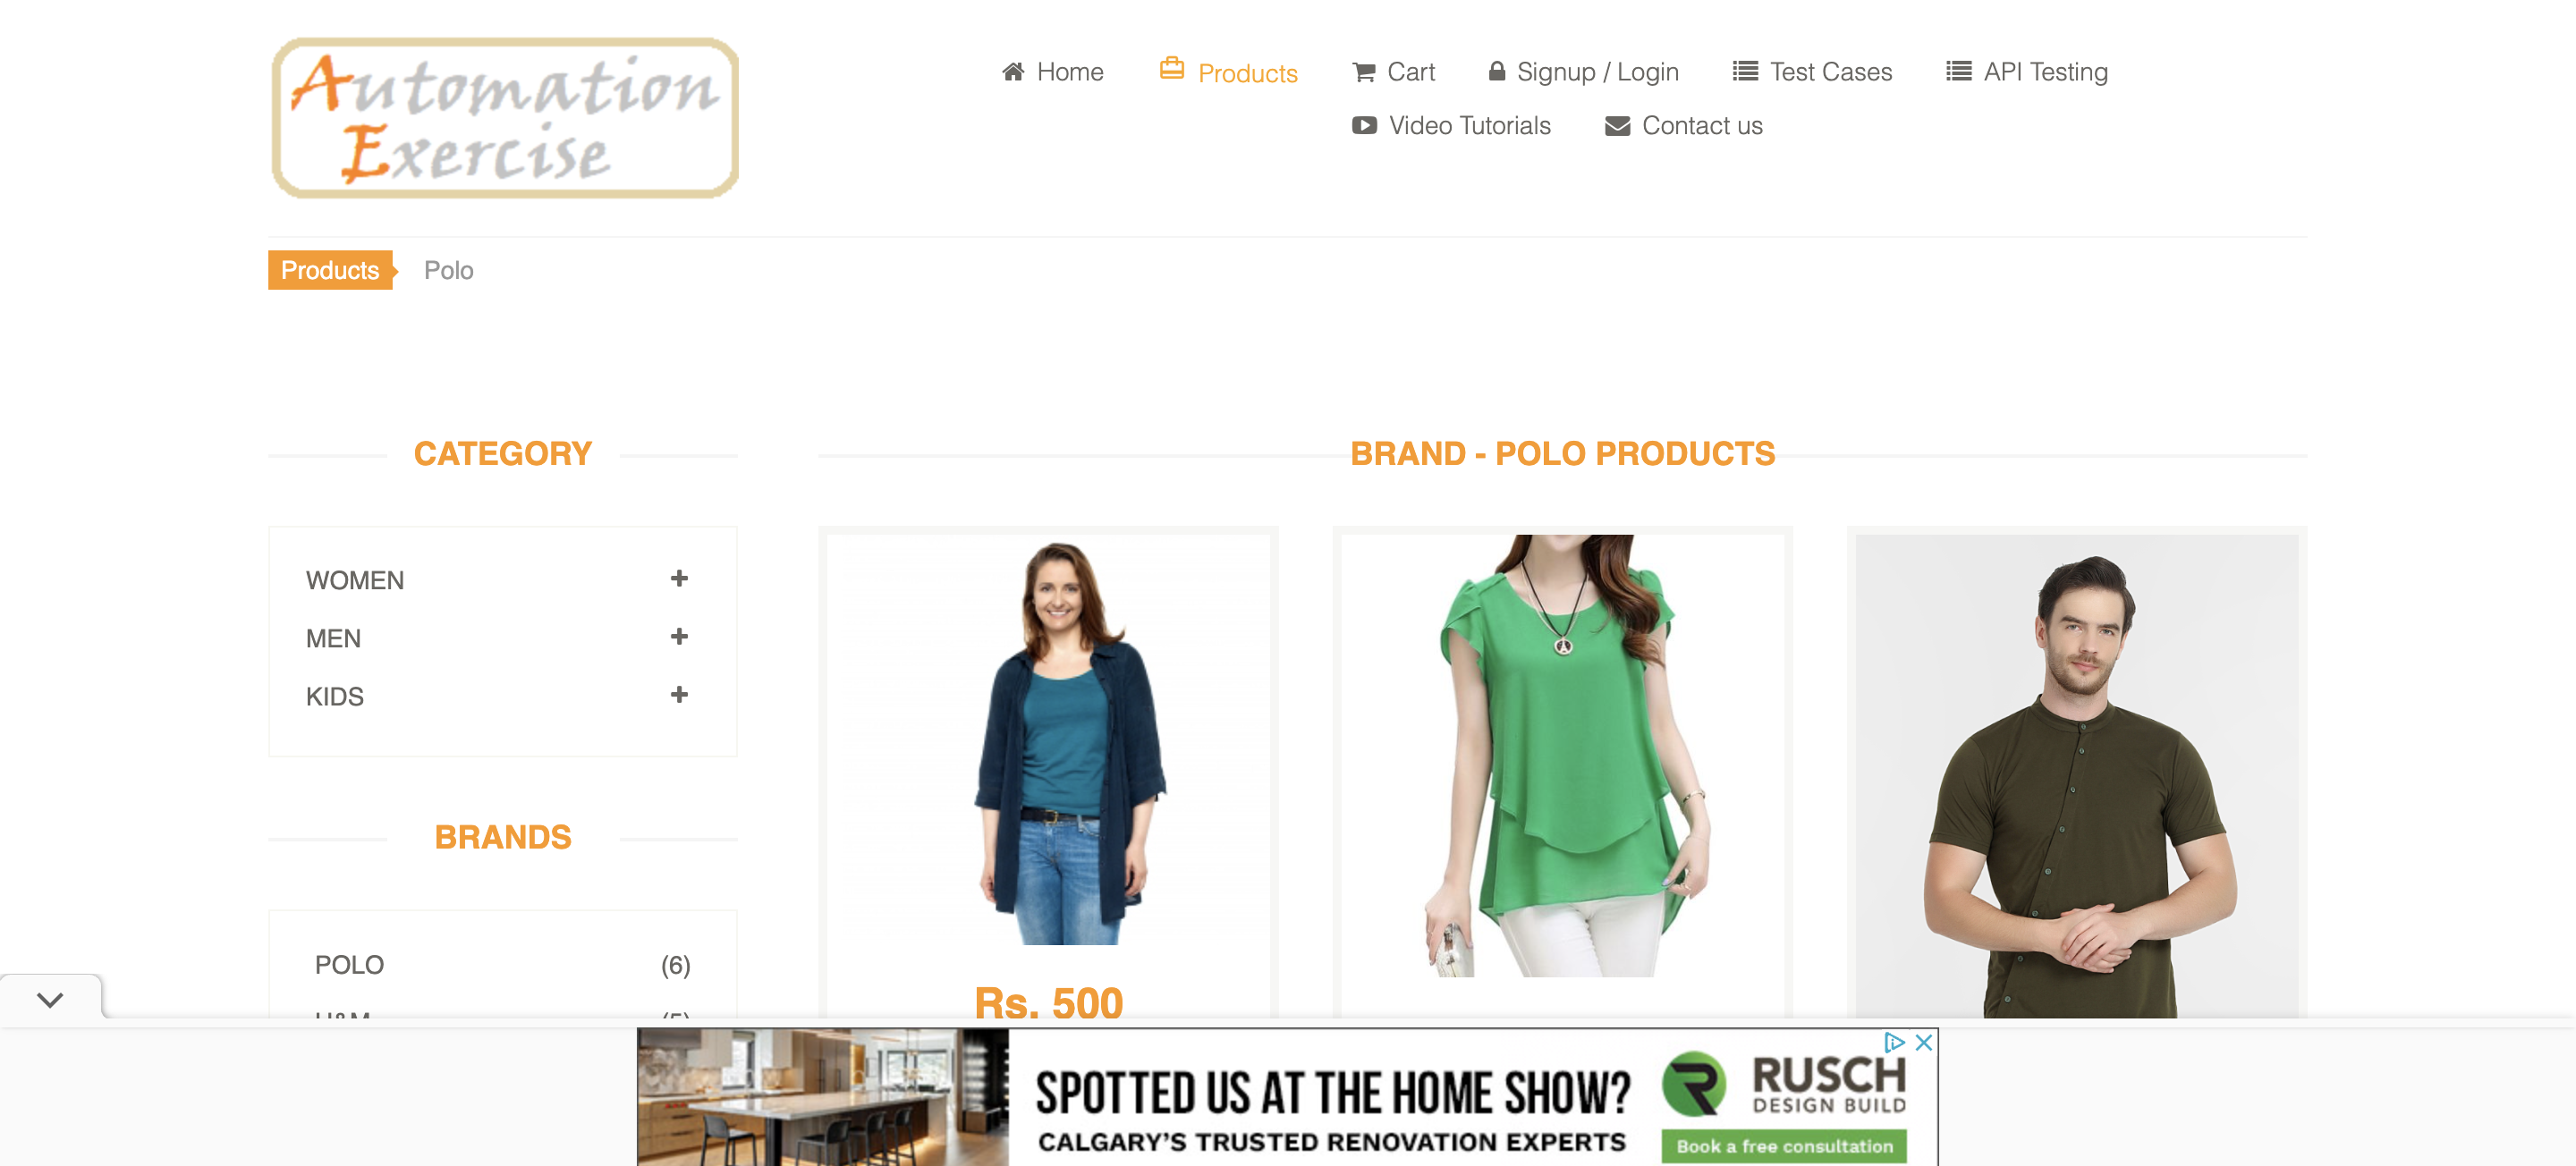 Automation
Exercise
Home
Products
Cart
Signup / Login
Test Cases
API Testing
Video Tutorials
Contact us
Products
Polo
CATEGORY
WOMEN
MEN
KIDS
BRANDS
POLO (6)
BRAND - POLO PRODUCTS
Rs. 500
SPOTTED US AT THE HOME SHOW?
CALGARY'S TRUSTED RENOVATION EXPERTS
RUSCH
DESIGN BUILD
Book a free consultation